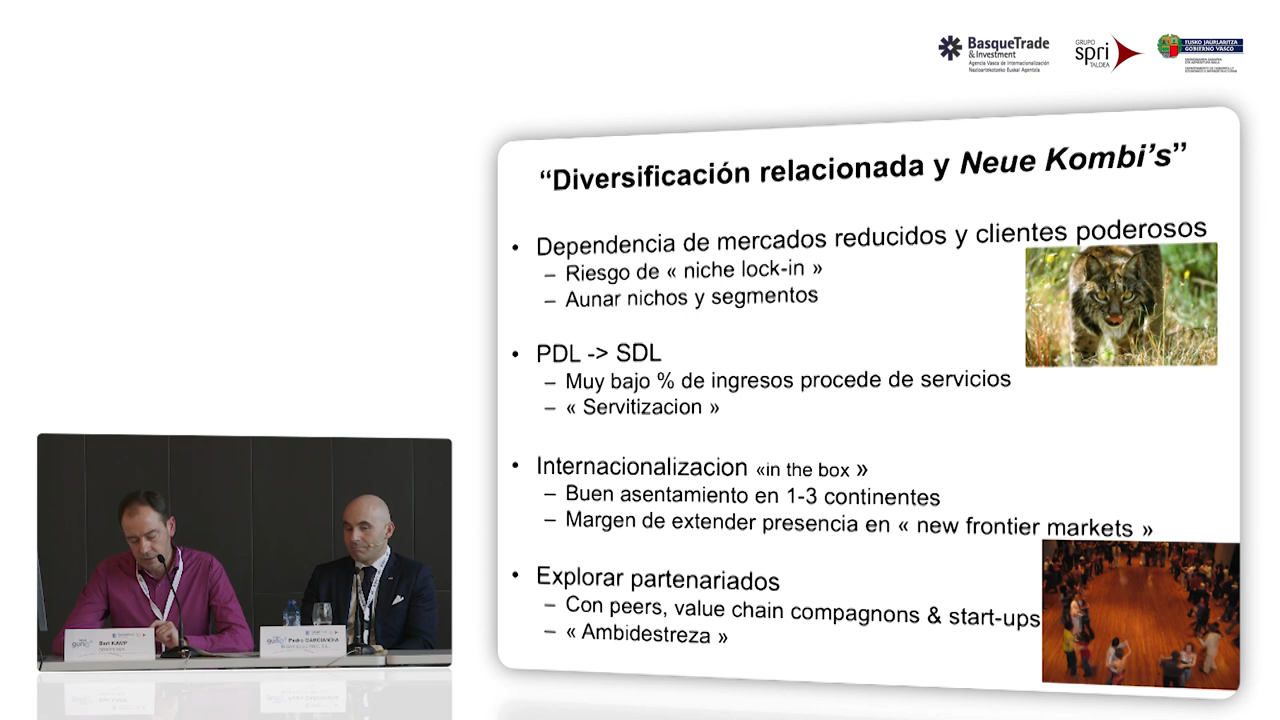 BasqueTrade
& Investment
Agencia Vasca de Internacionalización
Nazioartekotzeko Euskal Agentzia
GRUPO
spri
TALDEA
EUSKO JAURLARITZA
GOBIERNO VASCO
“Diversificación relacionada y Neue Kombi’s”
• Dependencia de mercados reducidos y clientes poderosos
– Riesgo de « niche lock-in »
– Aunar nichos y segmentos
• PDL -> SDL
– Muy bajo % de ingresos procede de servicios
– « Servitizacion »
• Internacionalizacion «in the box »
– Buen asentamiento en 1-3 continentes
– Margen de extender presencia en « new frontier markets »
• Explorar partenariados
– Con peers, value chain compagnons & start-ups
– « Ambidestreza »
Bart KAMP
Pedro